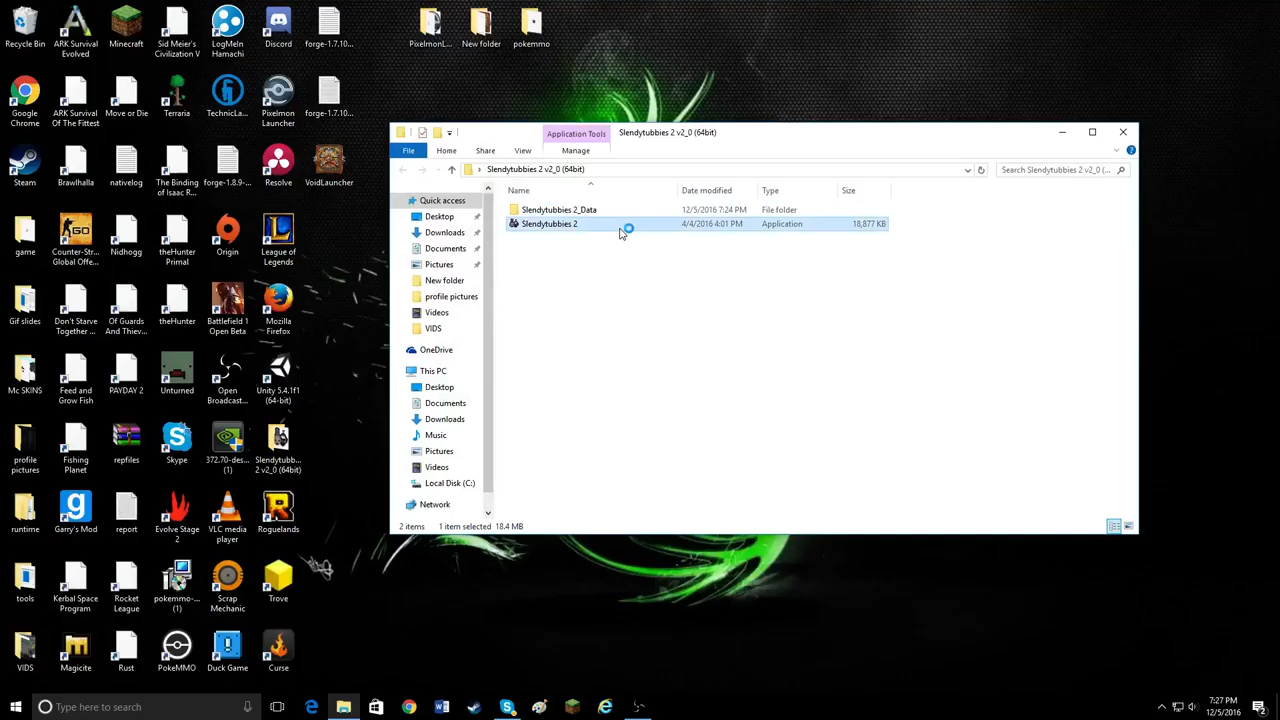 Recycle Bin
ARK Survival
Evolved
Minecraft
Sid Meier's
Civilization V
LogMeIn
Hamachi
Discord
forge-1.7.10...
PixelmonL...
New folder
pokemmo
Google
Chrome
ARK Survival
Of The Fittest
Move or Die
Terraria
TechnicLa...
Pixelmon
Launcher
forge-1.7.10...
Steam
Brawlhalla
nativelog
The Binding
of Isaac R...
forge-1.8.9-...
Resolve
VoidLauncher
game
Counter-Str...
Global Offe...
Nidhogg
theHunter
Primal
Origin
League of
Legends
Gif slides
Don't Starve
Together ...
Of Guards
And Thiev...
theHunter
Battlefield 1
Open Beta
Mozilla
Firefox
Mc SKINS
Feed and
Grow Fish
PAYDAY 2
Unturned
Open
Broadcast...
Unity 5.4.1f1
(64-bit)
profile
pictures
Fishing
Planet
repfiles
Skype
372.70-des...
(1)
Slendytubb...
2 v2_0 (64bit)
runtime
Garry's Mod
report
Evolve Stage
2
VLC media
player
Roguelands
tools
Kerbal Space
Program
Rocket
League
pokemmo-...
(1)
Scrap
Mechanic
Trove
VIDS
Magicite
Rust
PokeMMO
Duck Game
Curse
Application Tools
Slendytubbies 2 v2_0 (64bit)
File
Home
Share
View
Manage
Slendytubbies 2 v2_0 (64bit)
Search Slendytubbies 2 v2_0 (...
Name
Date modified
Type
Size
Slendytubbies 2_Data
12/5/2016 7:24 PM
File folder
Slendytubbies 2
4/4/2016 4:01 PM
Application
18,877 KB
Quick access
Desktop
Downloads
Documents
Pictures
New folder
profile pictures
Videos
VIDS
OneDrive
This PC
Desktop
Documents
Downloads
Music
Pictures
Videos
Local Disk (C:)
Network
2 items
1 item selected 18.4 MB
Type here to search
7:27 PM
12/5/2016